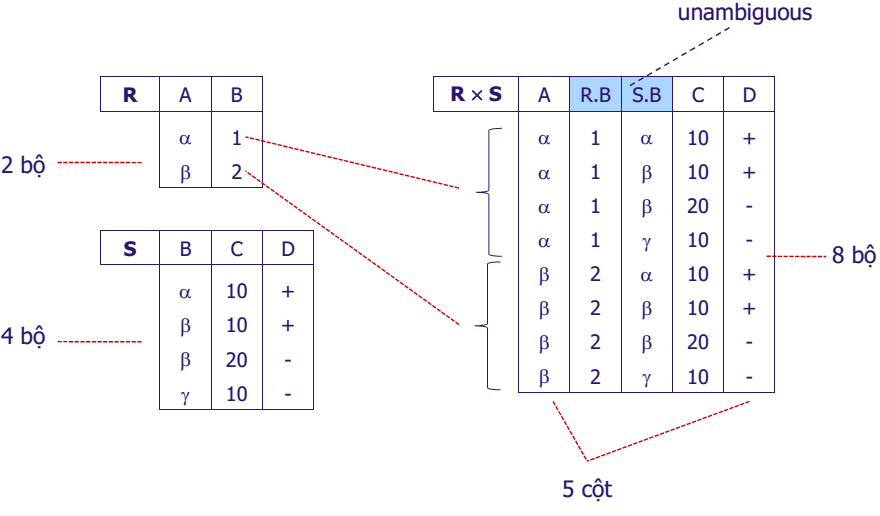 unambiguous
R A B
α 1
β 2
2 bộ
S B C D
α 10 +
β 10 +
β 20 -
γ 10 -
4 bộ
R × S A R.B S.B C D
α 1 α 10 +
α 1 β 10 +
α 1 β 20 -
α 1 γ 10 -
β 2 α 10 +
β 2 β 10 +
β 2 β 20 -
β 2 γ 10 -
8 bộ
5 cột